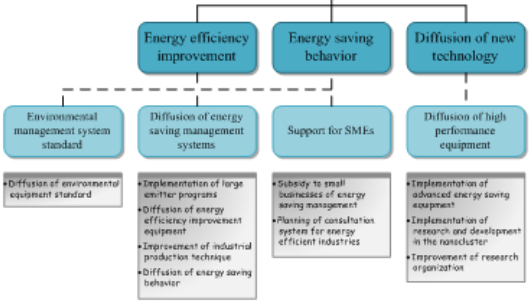 Energy efficiency
improvement
Energy saving
behavior
Diffusion of new
technology
Environmental
management system
standard
Diffusion of energy
saving management
systems
Support for SMEs
Diffusion of high
performance
equipment
•Diffusion of environmental
equipment standard
•Implementation of large
emitter programs
•Diffusion of energy
efficiency improvement
equipment
•Improvement of industrial
production technique
•Diffusion of energy saving
behavior
•Subsidy to small
businesses of energy
saving management
•Planning of consultation
system for energy
efficient industries
•Implementation of
advanced energy saving
equipment
•Implementation of
research and development
in the nanocluster
•Improvement of research
organization